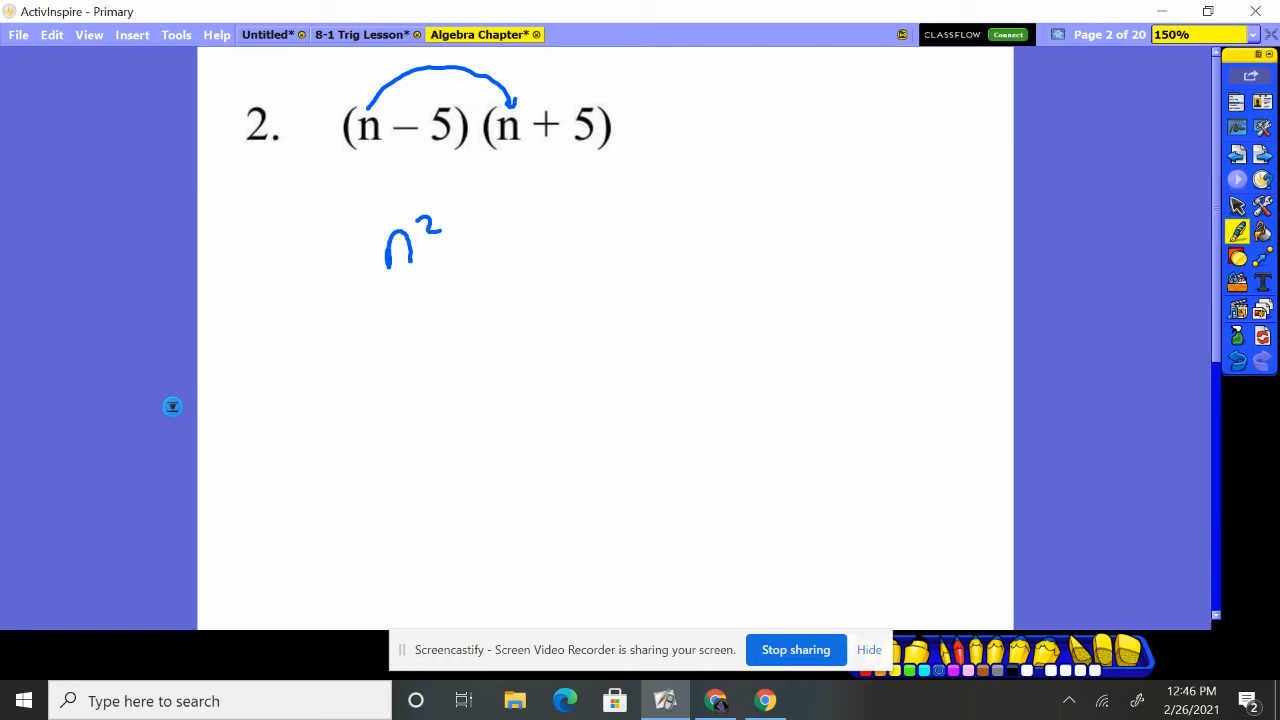 ActivInspire - Primary
File Edit View Insert Tools Help Untitled* 8-1 Trig Lesson* Algebra Chapter* CLASSFLOW Connect Page 2 of 20 150%
2. (n – 5) (n + 5)
n²
Screencastify - Screen Video Recorder is sharing your screen. Stop sharing Hide
Type here to search
12:46 PM
2/26/2021
2